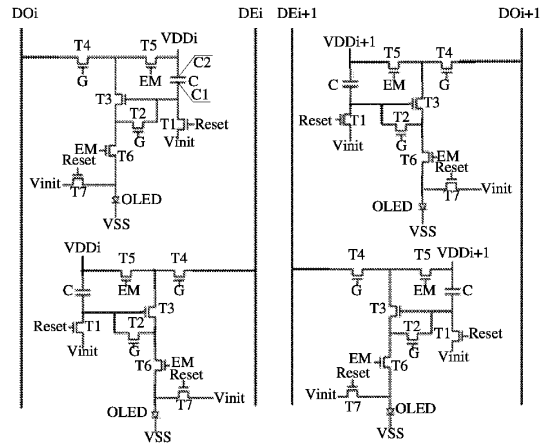 DOi DEi DEi+1 DOi+1
T4 T5 VDDi
G EM C2
C
C1
T3
T2
G
T1 Reset
Vinit
EM T6
Reset
Vinit T7
OLED
VSS
VDDi+1 T5 T4
EM G
C
T3
Reset T1 T2
G
Vinit
T6 EM
Reset
T7 Vinit
OLED
VSS
VDDi
T5 T4
C EM G
T3
Reset T1 T2
G
Vinit
T6 EM
Reset
T7 Vinit
OLED
VSS
T4 T5 VDDi+1
G EM C
T3
T2
G
T1 Reset
Vinit
EM T6
Reset
Vinit T7
OLED
VSS